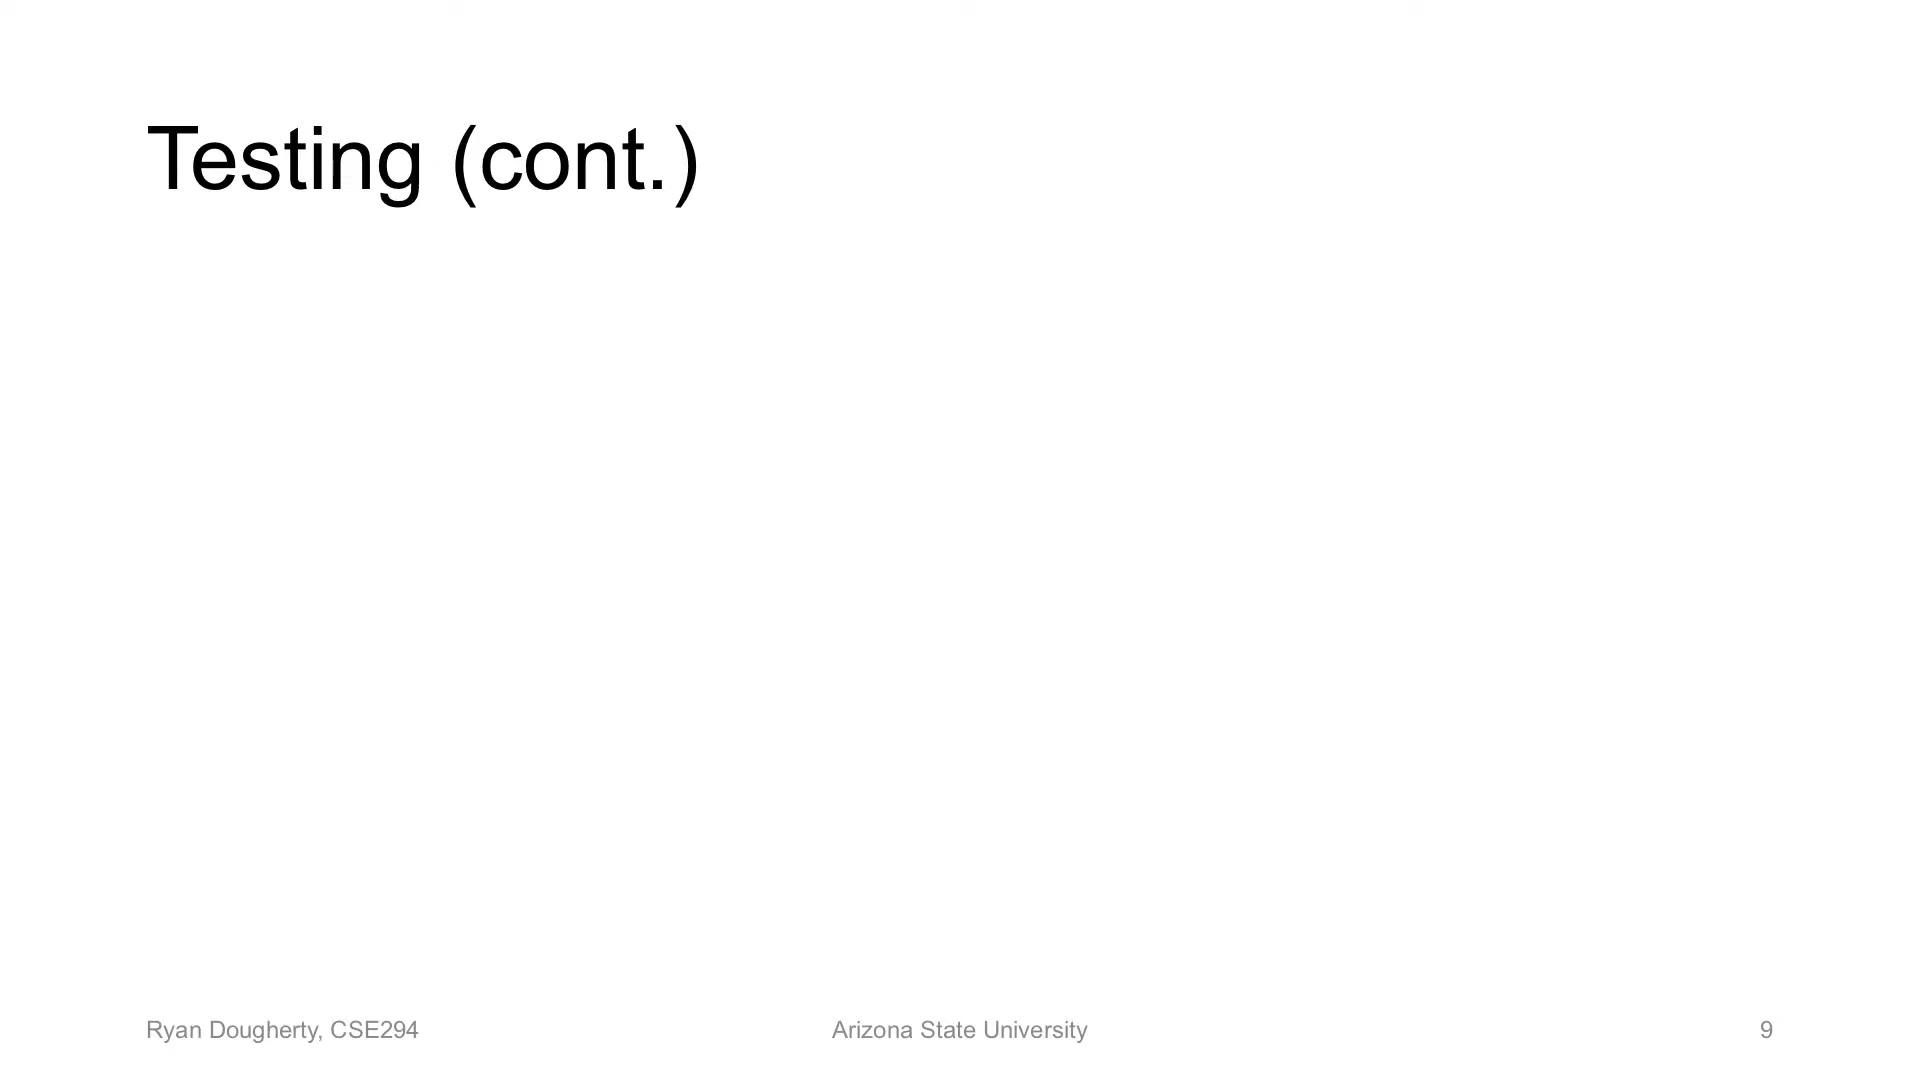 Testing (cont.)
Ryan Dougherty, CSE294
Arizona State University
9